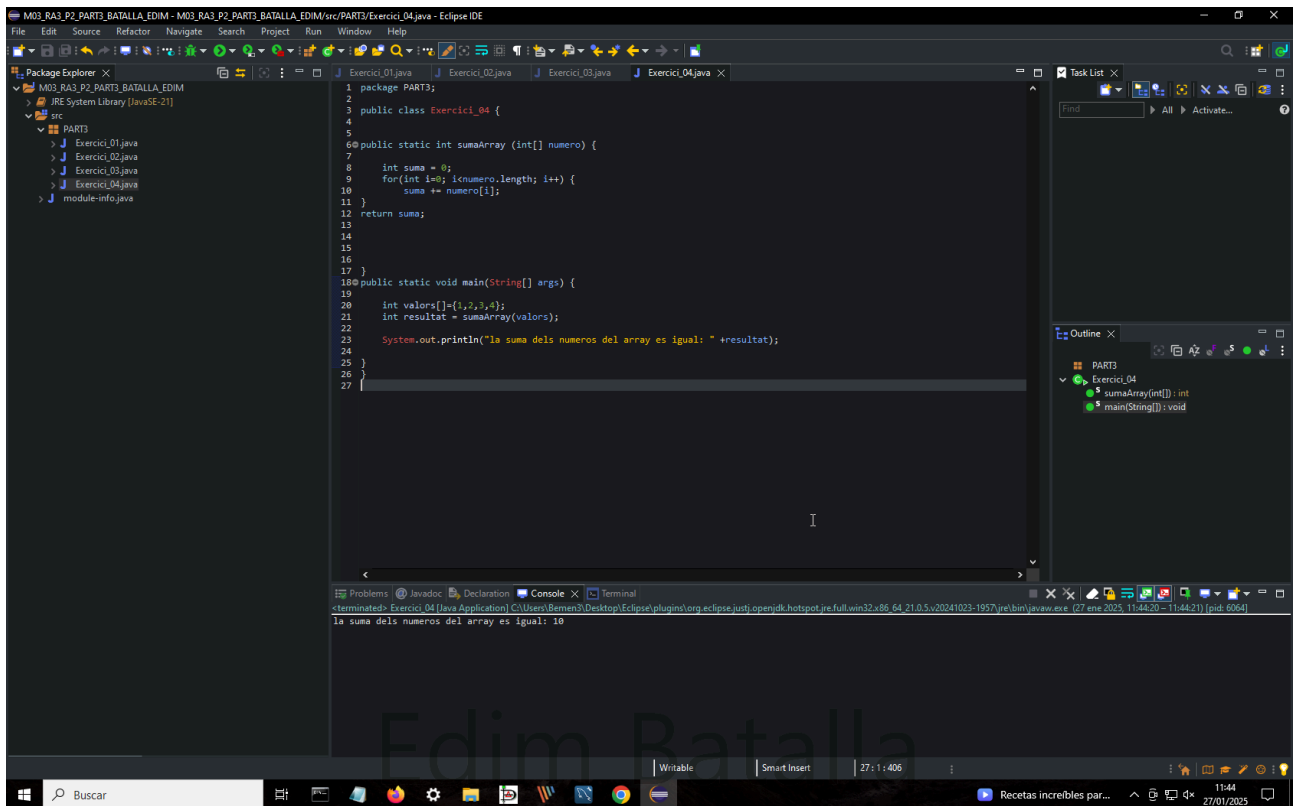 M03_RA3_P2_PART3_BATALLA_EDIM - M03_RA3_P2_PART3_BATALLA_EDIM/src/PART3/Exercici_04.java - Eclipse IDE
File Edit Source Refactor Navigate Search Project Run Window Help
Package Explorer
M03_RA3_P2_PART3_BATALLA_EDIM
JRE System Library [JavaSE-21]
src
PART3
Exercici_01.java
Exercici_02.java
Exercici_03.java
Exercici_04.java
module-info.java
Exercici_01.java Exercici_02.java Exercici_03.java Exercici_04.java
1 package PART3;
2
3 public class Exercici_04 {
4
5
6 public static int sumaArray (int[] numero) {
7
8 int suma = 0;
9 for(int i=0; i<numero.length; i++) {
10 suma += numero[i];
11 }
12 return suma;
13
14
15
16
17 }
18 public static void main(String[] args) {
19
20 int valors[]={1,2,3,4};
21 int resultat = sumaArray(valors);
22
23 System.out.println("la suma dels numeros del array es igual: " +resultat);
24
25 }
26 }
27
Task List
Find All Activate...
Outline
PART3
Exercici_04
sumaArray(int[]) : int
main(String[]) : void
Problems Javadoc Declaration Console Terminal
<terminated> Exercici_04 [Java Application] C:\Users\Bemen3\Desktop\Eclipse\plugins\org.eclipse.justj.openjdk.hotspot.jre.full.win32.x86_64_21.0.5.v20241023-1957\jre\bin\javaw.exe (27 ene 2025, 11:44:20 – 11:44:21) [pid: 6064]
la suma dels numeros del array es igual: 10
Edim Batalla
Writable Smart Insert 27 : 1 : 406
Buscar
Recetas increíbles par...
11:44
27/01/2025